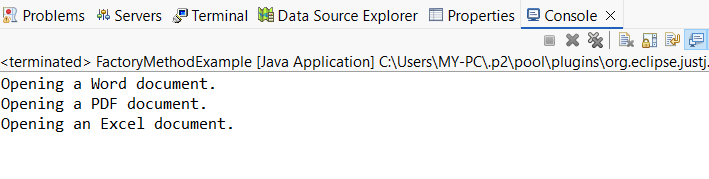 Problems Servers Terminal Data Source Explorer Properties Console
<terminated> FactoryMethodExample [Java Application] C:\Users\MY-PC\.p2\pool\plugins\org.eclipse.justj.
Opening a Word document.
Opening a PDF document.
Opening an Excel document.